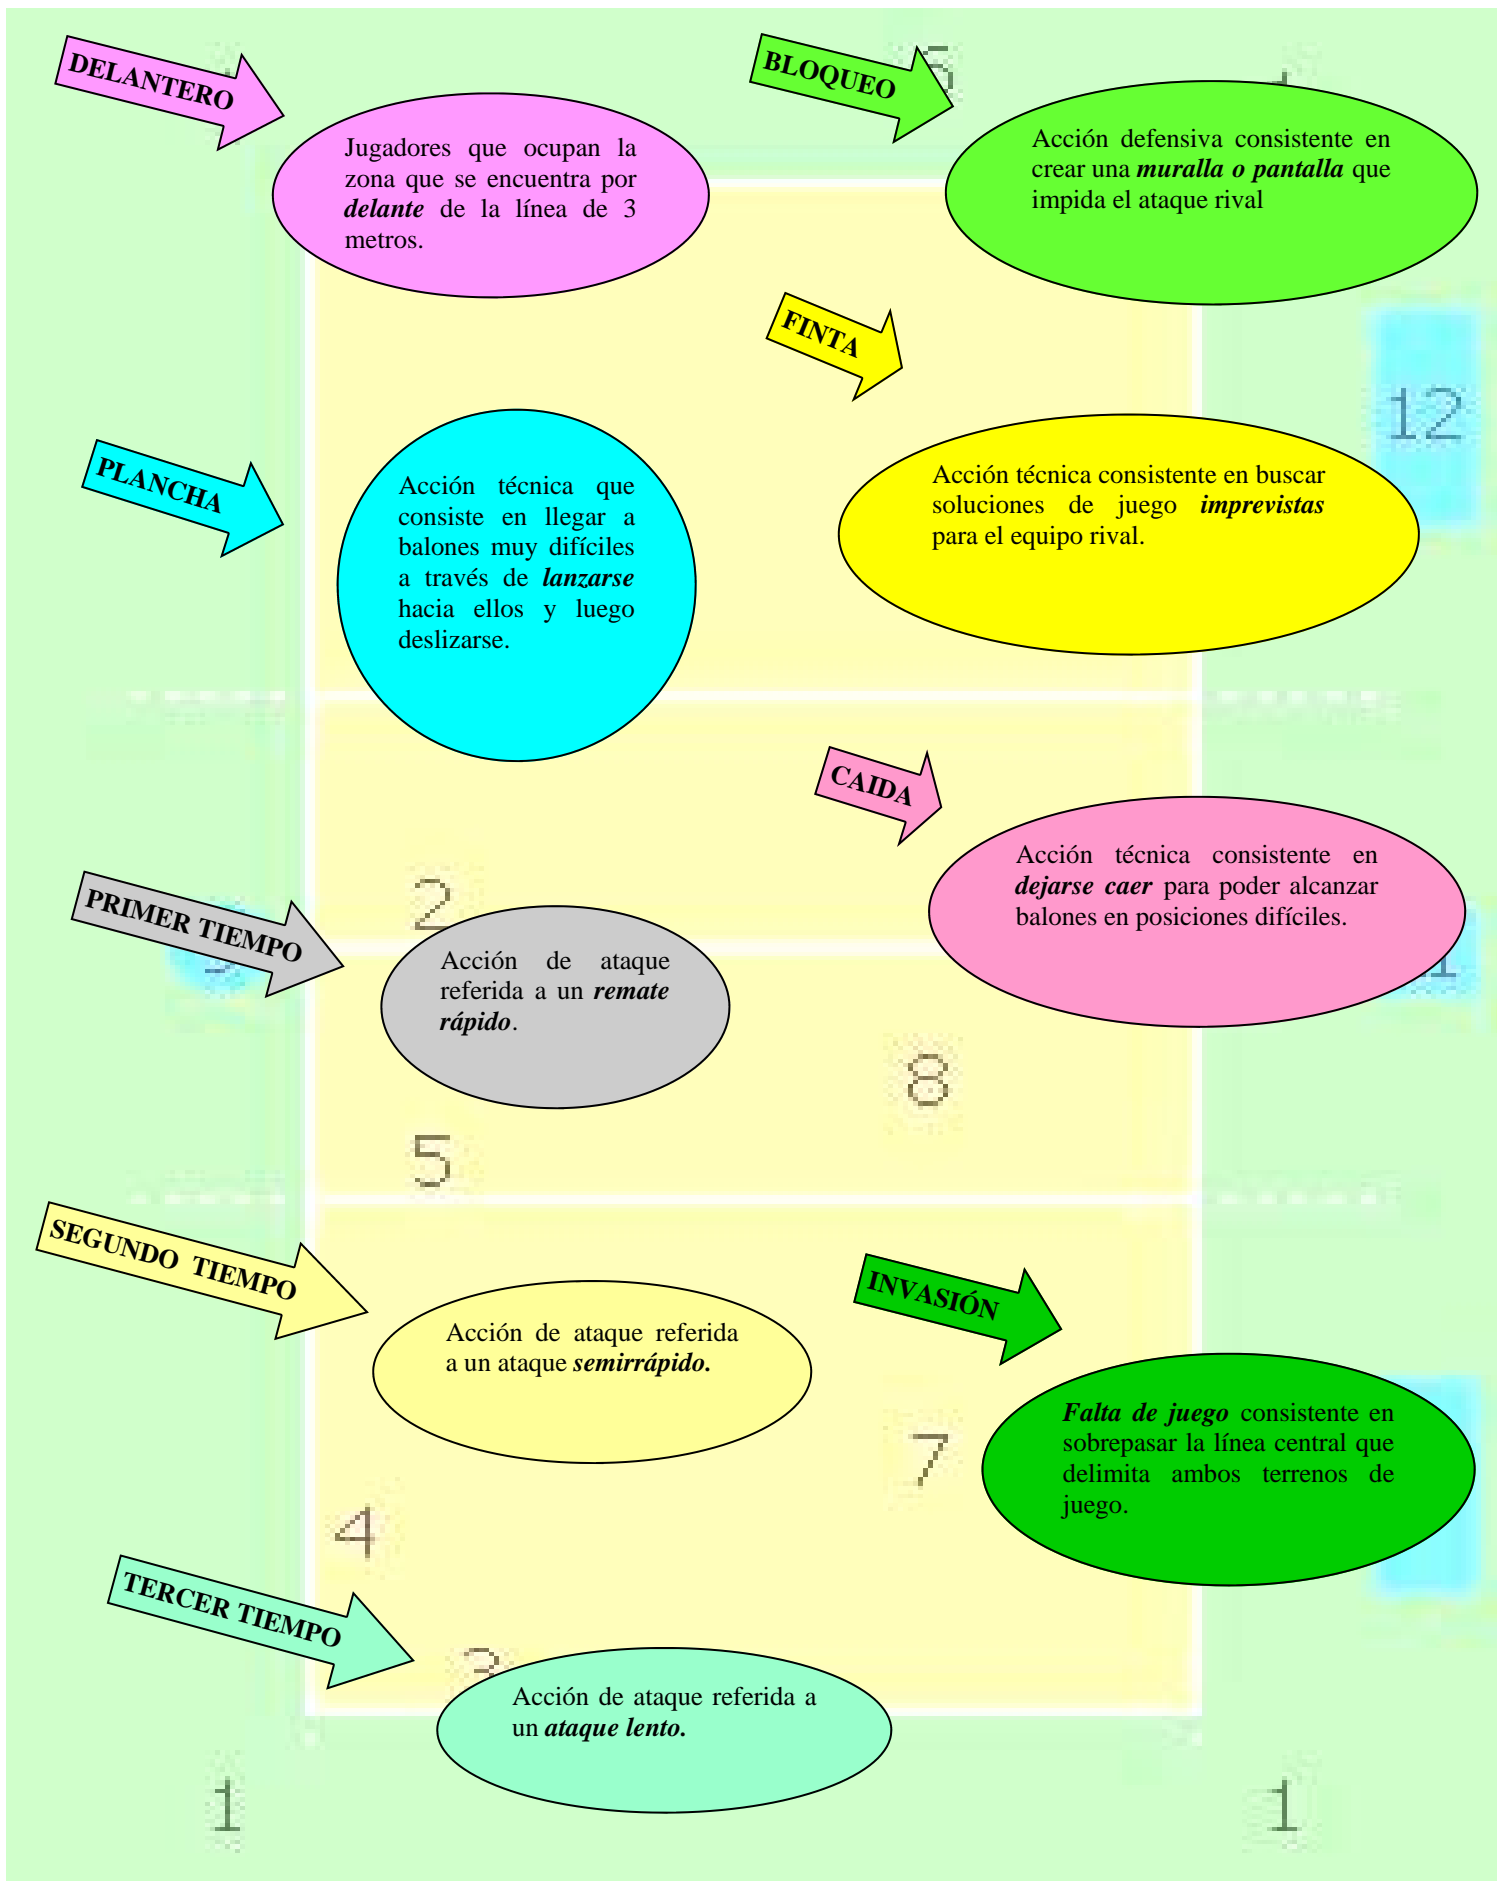 DELANTERO
Jugadores que ocupan la
zona que se encuentra por
delante de la línea de 3
metros.
BLOQUEO
Acción defensiva consistente en
crear una muralla o pantalla que
impida el ataque rival
FINTA
Acción técnica consistente en buscar
soluciones de juego imprevistas
para el equipo rival.
12
PLANCHA
Acción técnica que
consiste en llegar a
balones muy difíciles
a través de lanzarse
hacia ellos y luego
deslizarse.
CAIDA
Acción técnica consistente en
dejarse caer para poder alcanzar
balones en posiciones difíciles.
2
PRIMER TIEMPO
Acción de ataque
referida a un remate
rápido.
8
5
SEGUNDO TIEMPO
Acción de ataque referida
a un ataque semirrápido.
INVASIÓN
Falta de juego consistente en
sobrepasar la línea central que
delimita ambos terrenos de
juego.
7
4
TERCER TIEMPO
Acción de ataque referida a
un ataque lento.
1
1